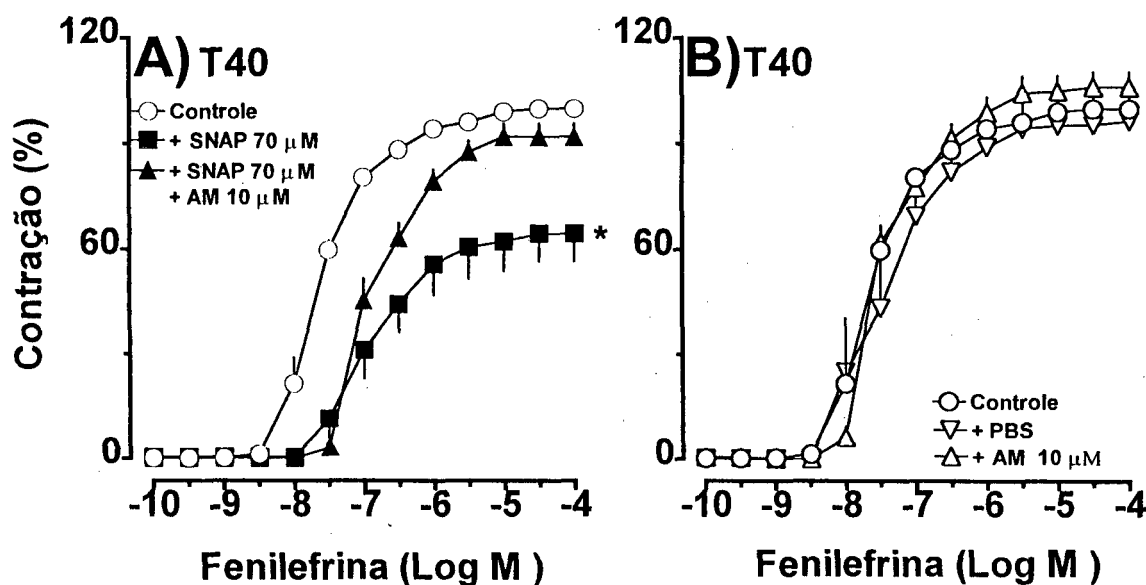 A) T40
Controle
+ SNAP 70 μM
+ SNAP 70 μM
+ AM 10 μM
Contração (%)
120
60
0
*
-10 -9 -8 -7 -6 -5 -4
Fenilefrina (Log M )
B) T40
120
60
0
Controle
+ PBS
+ AM 10 μM
-10 -9 -8 -7 -6 -5 -4
Fenilefrina (Log M )